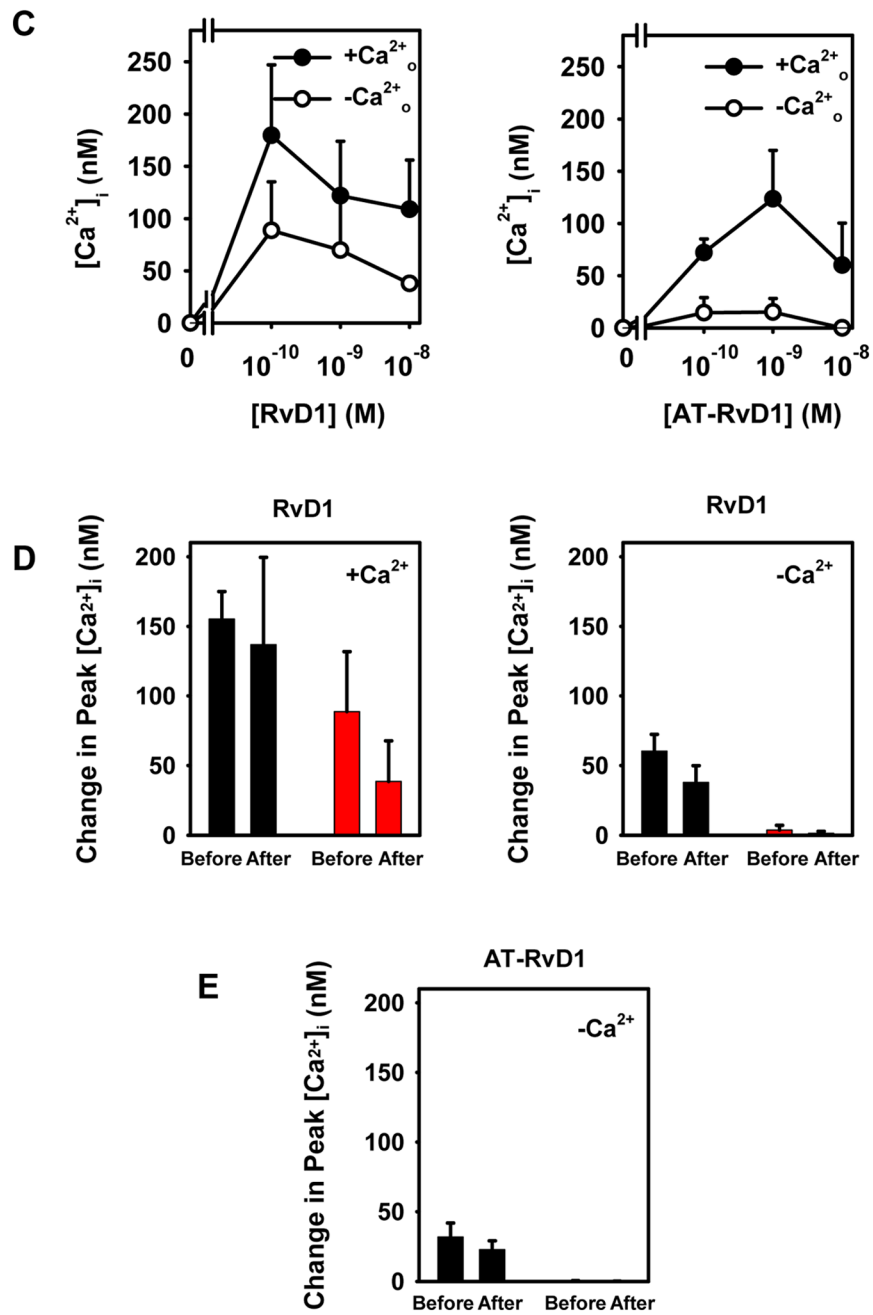 C
250
200
150
100
50
0
[Ca2+]i (nM)
+Ca2+o
-Ca2+o
0 10-10 10-9 10-8
[RvD1] (M)
250
200
150
100
50
0
[Ca2+]i (nM)
+Ca2+o
-Ca2+o
0 10-10 10-9 10-8
[AT-RvD1] (M)
D
RvD1
200
150
100
50
0
Change in Peak [Ca2+]i (nM)
+Ca2+
Before After Before After
RvD1
200
150
100
50
0
Change in Peak [Ca2+]i (nM)
-Ca2+
Before After Before After
E
AT-RvD1
200
150
100
50
0
Change in Peak [Ca2+]i (nM)
-Ca2+
Before After Before After